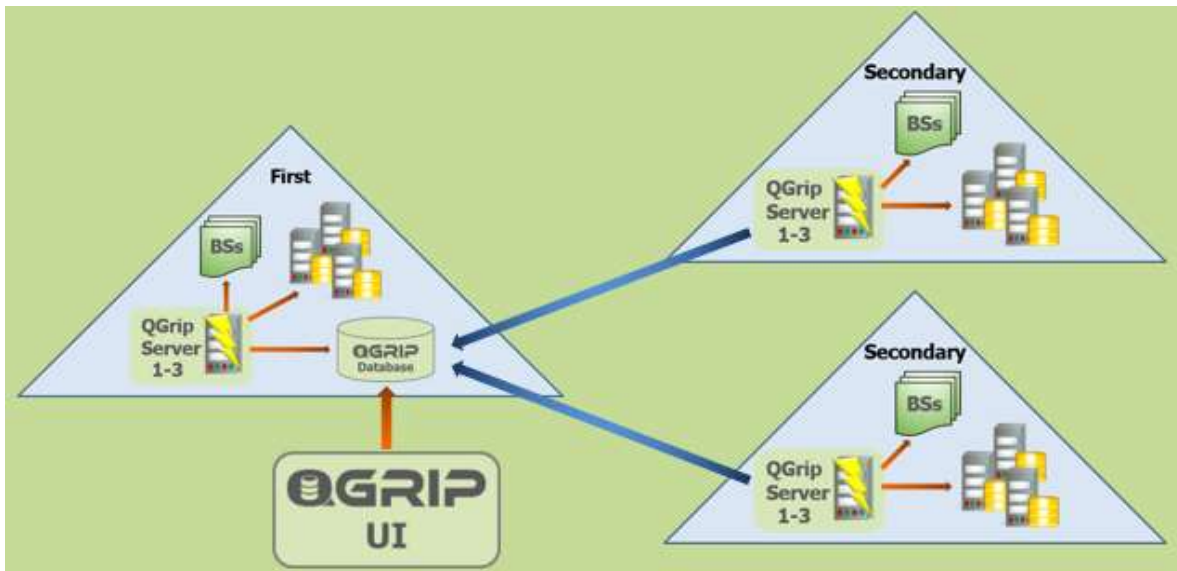 First
BSs
QGrip
Server
1-3
QGRIP
Database
QGRIP
UI
Secondary
BSs
QGrip
Server
1-3
Secondary
BSs
QGrip
Server
1-3